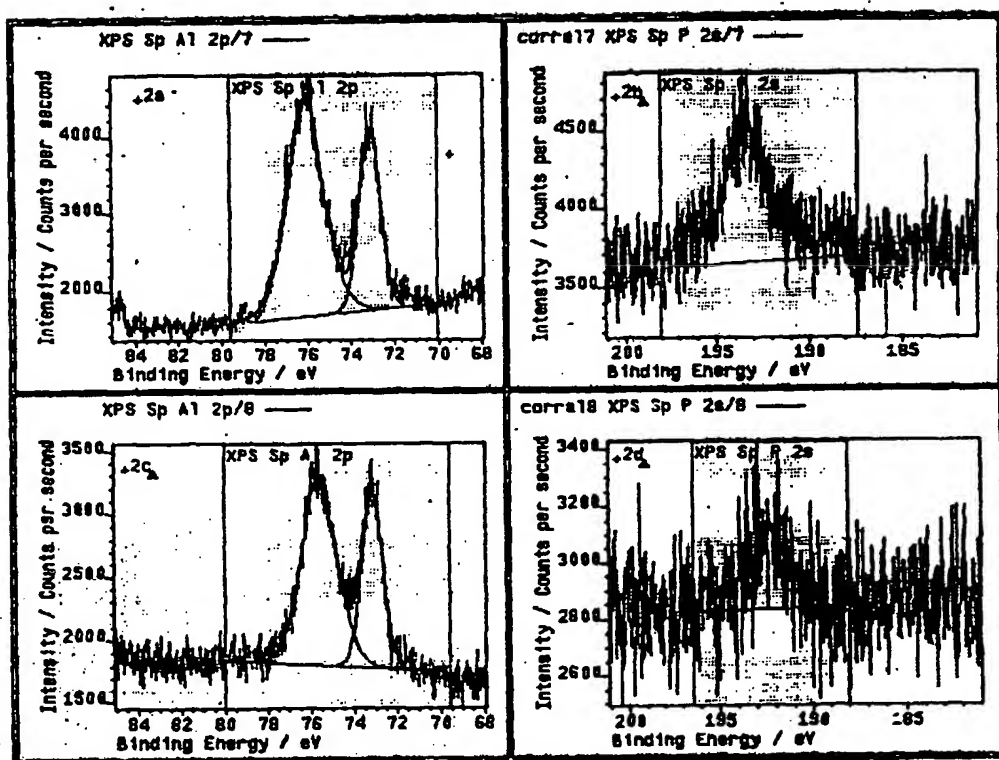 XPS Sp Al 2p/7
+2a
XPS Sp Al 2p
Intensity / Counts per second
4000
3000
2000
84 82 80 78 76 74 72 70 68
Binding Energy / eV
corral7 XPS Sp P 2s/7
+2b
XPS Sp 2s
Intensity / Counts per second
4500
4000
3500
200 195 190 185
Binding Energy / eV
XPS Sp Al 2p/8
+2c
XPS Sp A 2p
Intensity / Counts per second
3500
3000
2500
2000
1500
84 82 80 78 76 74 72 70 68
Binding Energy / eV
corral8 XPS Sp P 2s/8
+2d
XPS Sp P 2s
Intensity / Counts per second
3400
3200
3000
2800
2600
200 195 190 185
Binding Energy / eV